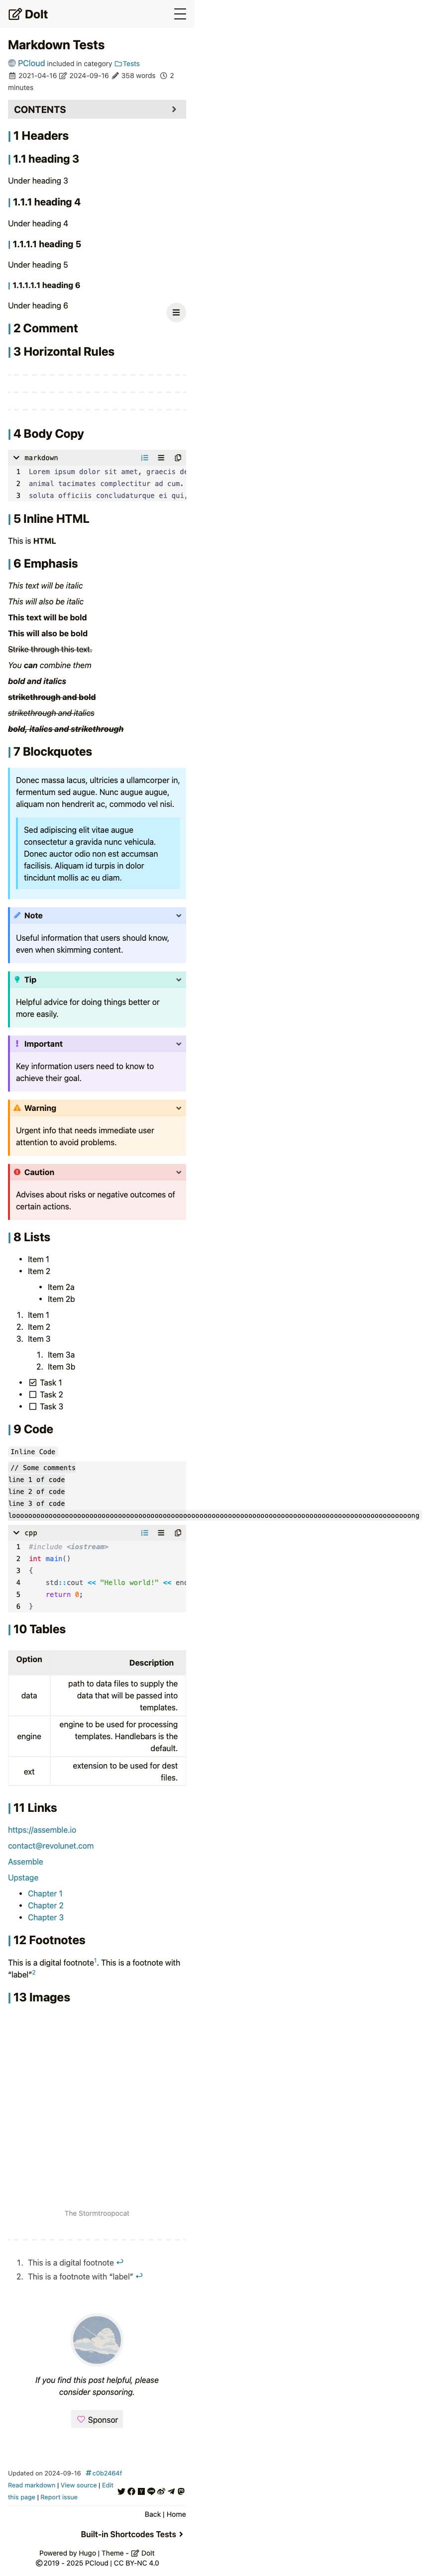 DoIt
Markdown Tests
PCloud included in category Tests
2021-04-16 2024-09-16 358 words 2
minutes
CONTENTS
1 Headers
1.1 heading 3
Under heading 3
1.1.1 heading 4
Under heading 4
1.1.1.1 heading 5
Under heading 5
1.1.1.1.1 heading 6
Under heading 6
2 Comment
3 Horizontal Rules
4 Body Copy
markdown
1 Lorem ipsum dolor sit amet, graecis de
2 animal tacimates complectitur ad cum.
3 soluta officiis concludaturque ei qui,
5 Inline HTML
This is HTML
6 Emphasis
This text will be italic
This will also be italic
This text will be bold
This will also be bold
Strike through this text.
You can combine them
bold and italics
strikethrough and bold
strikethrough and italics
bold, italics and strikethrough
7 Blockquotes
Donec massa lacus, ultricies a ullamcorper in,
fermentum sed augue. Nunc augue augue,
aliquam non hendrerit ac, commodo vel nisi.
Sed adipiscing elit vitae augue
consectetur a gravida nunc vehicula.
Donec auctor odio non est accumsan
facilisis. Aliquam id turpis in dolor
tincidunt mollis ac eu diam.
Note
Useful information that users should know,
even when skimming content.
Tip
Helpful advice for doing things better or
more easily.
Important
Key information users need to know to
achieve their goal.
Warning
Urgent info that needs immediate user
attention to avoid problems.
Caution
Advises about risks or negative outcomes of
certain actions.
8 Lists
• Item 1
• Item 2
• Item 2a
• Item 2b
1. Item 1
2. Item 2
3. Item 3
1. Item 3a
2. Item 3b
• Task 1
• Task 2
• Task 3
9 Code
Inline Code
// Some comments
line 1 of code
line 2 of code
line 3 of code
cpp
1 #include <iostream>
2 int main()
3 {
4 std::cout << "Hello world!" << end
5 return 0;
6 }
10 Tables
Option Description
data path to data files to supply the
data that will be passed into
templates.
engine engine to be used for processing
templates. Handlebars is the
default.
ext extension to be used for dest
files.
11 Links
https://assemble.io
contact@revolunet.com
Assemble
Upstage
• Chapter 1
• Chapter 2
• Chapter 3
12 Footnotes
This is a digital footnote1. This is a footnote with
“label”2
13 Images
The Stormtroopocat
1. This is a digital footnote ↩
2. This is a footnote with “label” ↩
If you find this post helpful, please
consider sponsoring.
Sponsor
Updated on 2024-09-16 #c0b2464f
Read markdown | View source | Edit
this page | Report issue
Back | Home
Built-in Shortcodes Tests
Powered by Hugo | Theme - DoIt
©2019 - 2025 PCloud | CC BY-NC 4.0